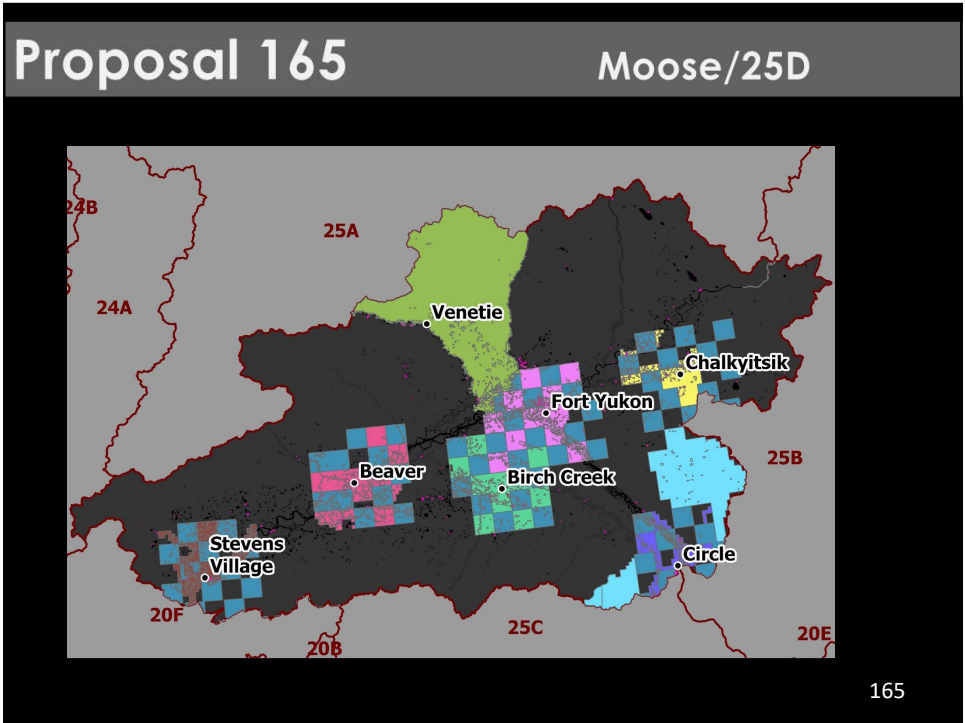 Proposal 165
Moose/25D
24B
25A
24A
Venetie
Chalkyitsik
Fort Yukon
25B
Beaver
Birch Creek
Stevens
Village
Circle
20F
25C
20E
20B
165